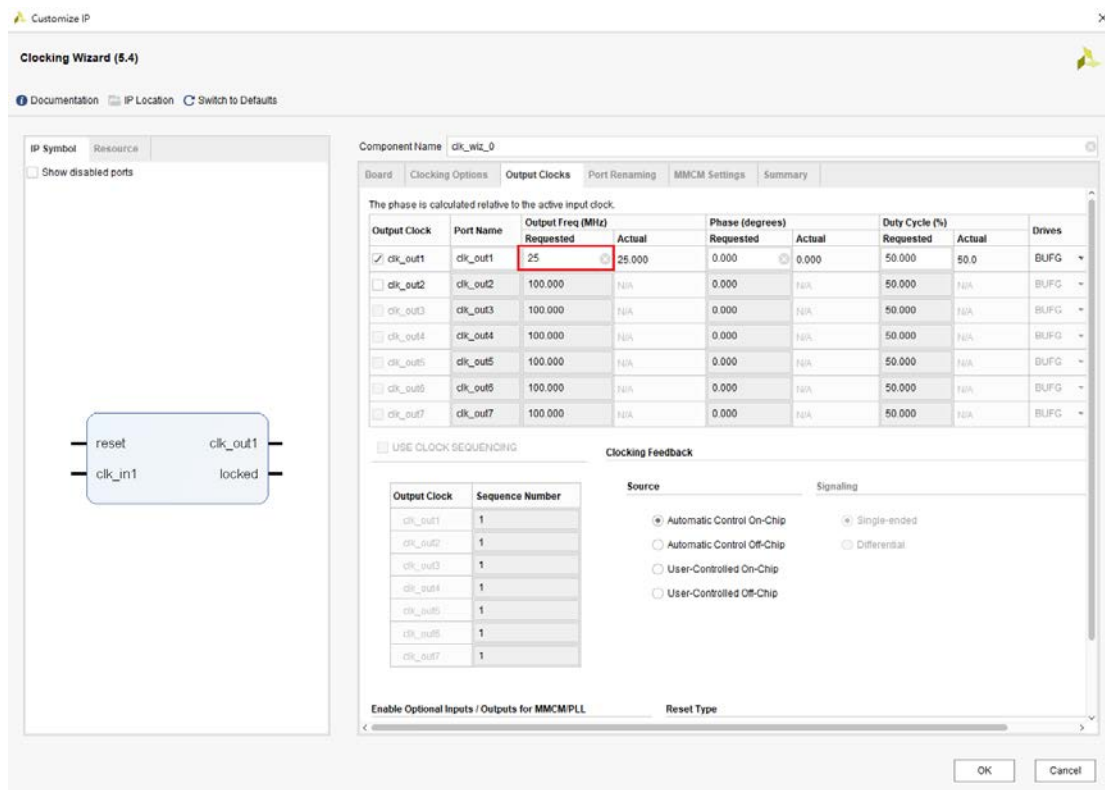 Customize IP
Clocking Wizard (5.4)
Documentation IP Location Switch to Defaults
IP Symbol Resource
Show disabled ports
reset clk_out1
clk_in1 locked
Component Name clk_wiz_0
Board Clocking Options Output Clocks Port Renaming MMCM Settings Summary
The phase is calculated relative to the active input clock.
Output Clock Port Name Output Freq (MHz) Phase (degrees) Duty Cycle (%) Drives
Requested Actual Requested Actual Requested Actual
clk_out1 clk_out1 25 25.000 0.000 0.000 50.000 50.0 BUFG
clk_out2 clk_out2 100.000 N/A 0.000 N/A 50.000 N/A BUFG
clk_out3 clk_out3 100.000 N/A 0.000 N/A 50.000 N/A BUFG
clk_out4 clk_out4 100.000 N/A 0.000 N/A 50.000 N/A BUFG
clk_out5 clk_out5 100.000 N/A 0.000 N/A 50.000 N/A BUFG
clk_out6 clk_out6 100.000 N/A 0.000 N/A 50.000 N/A BUFG
clk_out7 clk_out7 100.000 N/A 0.000 N/A 50.000 N/A BUFG
USE CLOCK SEQUENCING
Output Clock Sequence Number
clk_out1 1
clk_out2 1
clk_out3 1
clk_out4 1
clk_out5 1
clk_out6 1
clk_out7 1
Clocking Feedback
Source Signaling
Automatic Control On-Chip Single-ended
Automatic Control Off-Chip Differential
User-Controlled On-Chip
User-Controlled Off-Chip
Enable Optional Inputs / Outputs for MMCM/PLL Reset Type
OK Cancel